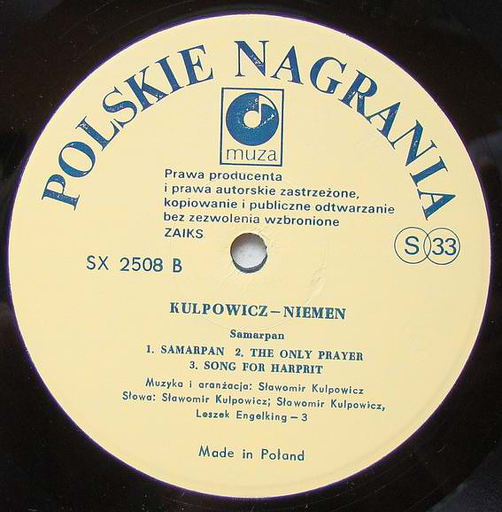 POLSKIE NAGRANIA
muza
Prawa producenta
i prawa autorskie zastrzeżone,
kopiowanie i publiczne odtwarzanie
bez zezwolenia wzbronione
ZAIKS
S 33
SX 2508 B
KULPOWICZ—NIEMEN
Samarpan
1. SAMARPAN 2. THE ONLY PRAYER
3. SONG FOR HARPRIT
Muzyka i aranżacja: Sławomir Kulpowicz
Słowa: Sławomir Kulpowicz; Sławomir Kulpowicz,
Leszek Engelking — 3
Made in Poland